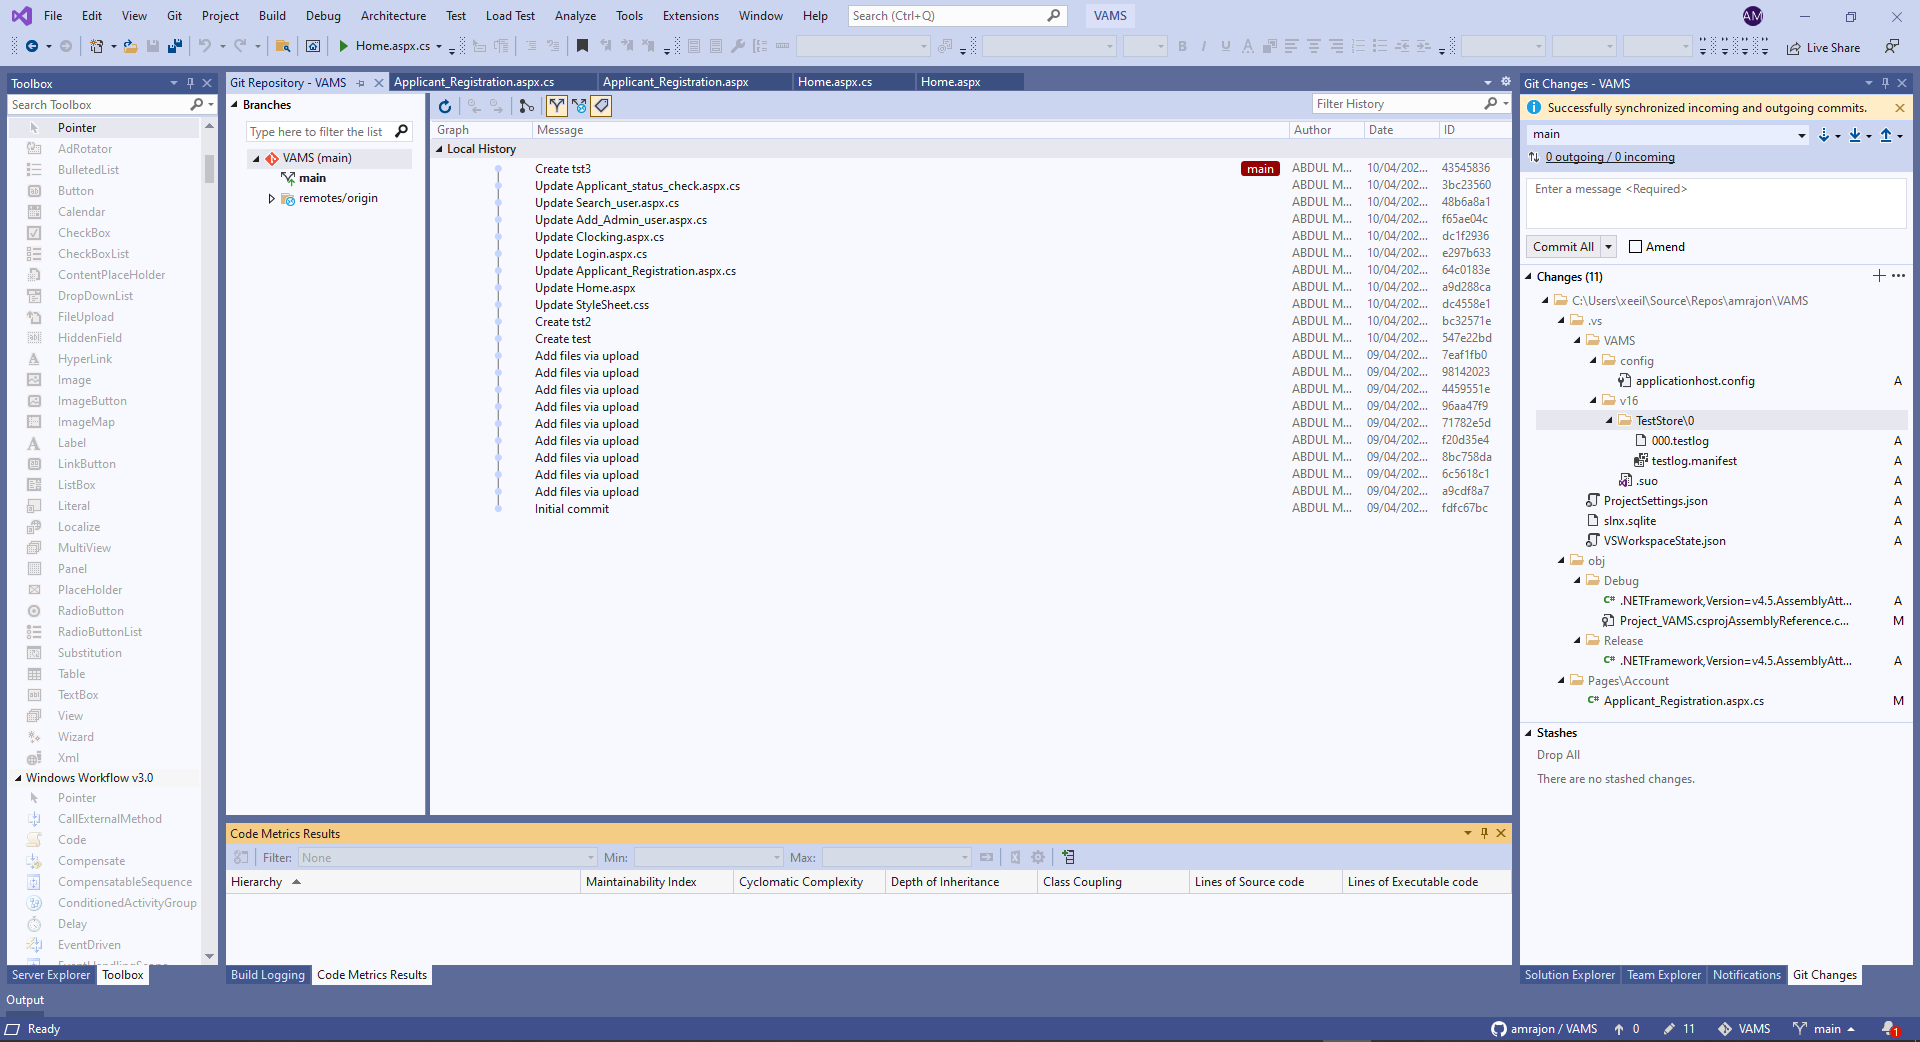 File Edit View Git Project Build Debug Architecture Test Load Test Analyze Tools Extensions Window Help Search (Ctrl+Q) VAMS AM
Home.aspx.cs Live Share
Toolbox
Search Toolbox
Pointer
AdRotator
BulletedList
Button
Calendar
CheckBox
CheckBoxList
ContentPlaceHolder
DropDownList
FileUpload
HiddenField
HyperLink
Image
ImageButton
ImageMap
Label
LinkButton
ListBox
Literal
Localize
MultiView
Panel
PlaceHolder
RadioButton
RadioButtonList
Substitution
Table
TextBox
View
Wizard
Xml
Windows Workflow v3.0
Pointer
CallExternalMethod
Code
Compensate
CompensatableSequence
ConditionedActivityGroup
Delay
EventDriven
Server Explorer Toolbox
Git Repository - VAMS Applicant_Registration.aspx.cs Applicant_Registration.aspx Home.aspx.cs Home.aspx
Branches
Type here to filter the list
VAMS (main)
main
remotes/origin
Filter History
Graph Message Author Date ID
Local History
Create tst3 main ABDUL M... 10/04/202... 43545836
Update Applicant_status_check.aspx.cs ABDUL M... 10/04/202... 3bc23560
Update Search_user.aspx.cs ABDUL M... 10/04/202... 48b6a8a1
Update Add_Admin_user.aspx.cs ABDUL M... 10/04/202... f65ae04c
Update Clocking.aspx.cs ABDUL M... 10/04/202... dc1f2936
Update Login.aspx.cs ABDUL M... 10/04/202... e297b633
Update Applicant_Registration.aspx.cs ABDUL M... 10/04/202... 64c0183e
Update Home.aspx ABDUL M... 10/04/202... a9d288ca
Update StyleSheet.css ABDUL M... 10/04/202... dc4558e1
Create tst2 ABDUL M... 10/04/202... bc32571e
Create test ABDUL M... 10/04/202... 547e22bd
Add files via upload ABDUL M... 09/04/202... 7eaf1fb0
Add files via upload ABDUL M... 09/04/202... 98142023
Add files via upload ABDUL M... 09/04/202... 4459551e
Add files via upload ABDUL M... 09/04/202... 96aa47f9
Add files via upload ABDUL M... 09/04/202... 71782e5d
Add files via upload ABDUL M... 09/04/202... f20d35e4
Add files via upload ABDUL M... 09/04/202... 8bc758da
Add files via upload ABDUL M... 09/04/202... 6c5618c1
Add files via upload ABDUL M... 09/04/202... a9cdf8a7
Initial commit ABDUL M... 09/04/202... fdfc67bc
Code Metrics Results
Filter: None Min: Max:
Hierarchy Maintainability Index Cyclomatic Complexity Depth of Inheritance Class Coupling Lines of Source code Lines of Executable code
Build Logging Code Metrics Results
Git Changes - VAMS
Successfully synchronized incoming and outgoing commits.
main
0 outgoing / 0 incoming
Enter a message <Required>
Commit All Amend
Changes (11)
C:\Users\xeeil\Source\Repos\amrajon\VAMS
.vs
VAMS
config
applicationhost.config A
v16
TestStore\0
000.testlog A
testlog.manifest A
.suo A
ProjectSettings.json A
slnx.sqlite A
VSWorkspaceState.json A
obj
Debug
C# .NETFramework,Version=v4.5.AssemblyAtt... A
Project_VAMS.csprojAssemblyReference.c... M
Release
C# .NETFramework,Version=v4.5.AssemblyAtt... A
Pages\Account
C# Applicant_Registration.aspx.cs M
Stashes
Drop All
There are no stashed changes.
Solution Explorer Team Explorer Notifications Git Changes
Output
Ready amrajon / VAMS 0 11 VAMS main 1